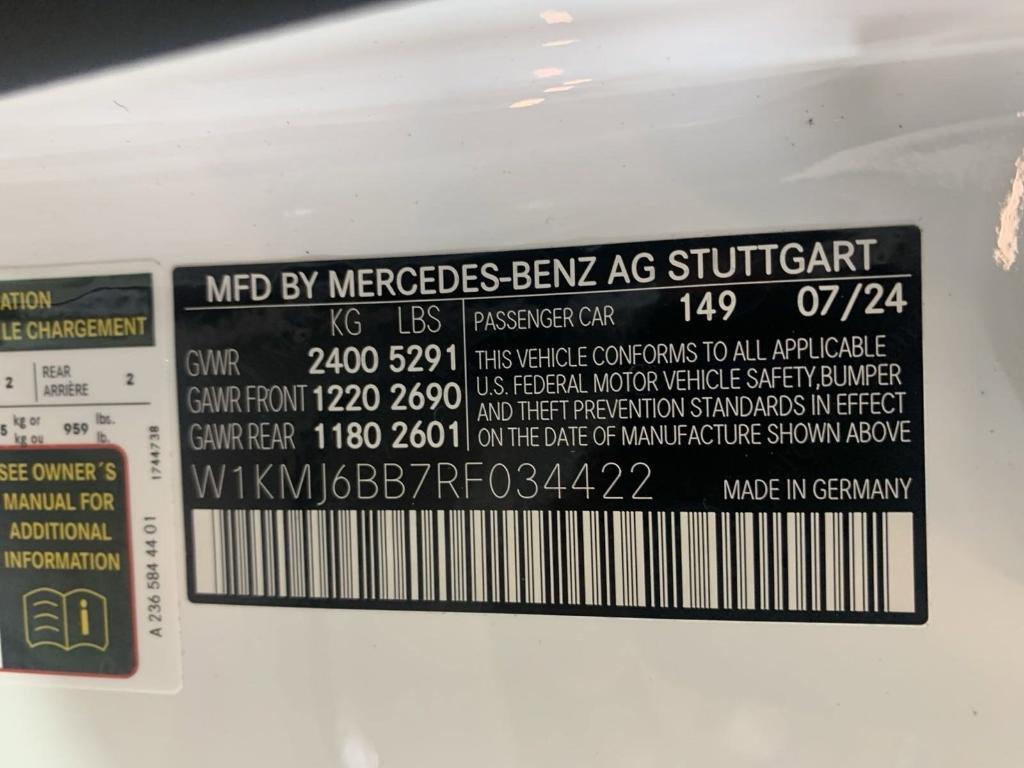 ATION
LE CHARGEMENT
2
REAR
ARRIÈRE
2
5
kg or
kg ou
959
lbs.
lb.
SEE OWNER´S
MANUAL FOR
ADDITIONAL
INFORMATION
i
1744738
A 236 584 44 01
MFD BY MERCEDES-BENZ AG STUTTGART
KG LBS
GVWR 2400 5291
GAWR FRONT 1220 2690
GAWR REAR 1180 2601
PASSENGER CAR 149 07/24
THIS VEHICLE CONFORMS TO ALL APPLICABLE
U.S. FEDERAL MOTOR VEHICLE SAFETY,BUMPER
AND THEFT PREVENTION STANDARDS IN EFFECT
ON THE DATE OF MANUFACTURE SHOWN ABOVE
W1KMJ6BB7RF034422
MADE IN GERMANY